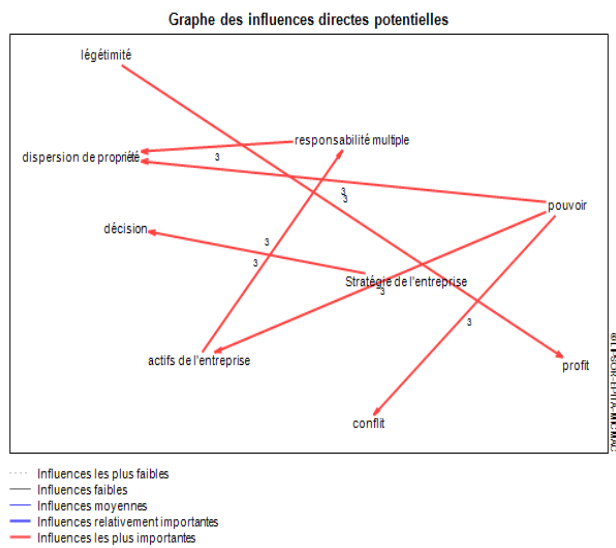 Graphe des influences directes potentielles
légétimité
responsabilité multiple
3
dispersion de propriété
3
3
pouvoir
décision
3
3
Stratégie de l'entreprise
3
3
actifs de l'entreprise
profit
conflit
Influences les plus faibles
Influences faibles
Influences moyennes
Influences relativement importantes
Influences les plus importantes